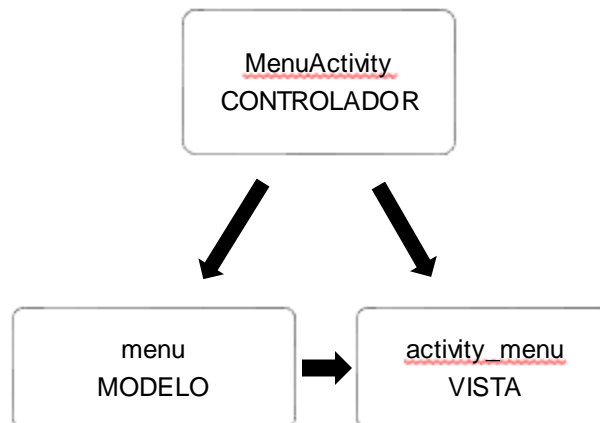 MenuActivity
CONTROLADOR
menu
MODELO
activity_menu
VISTA